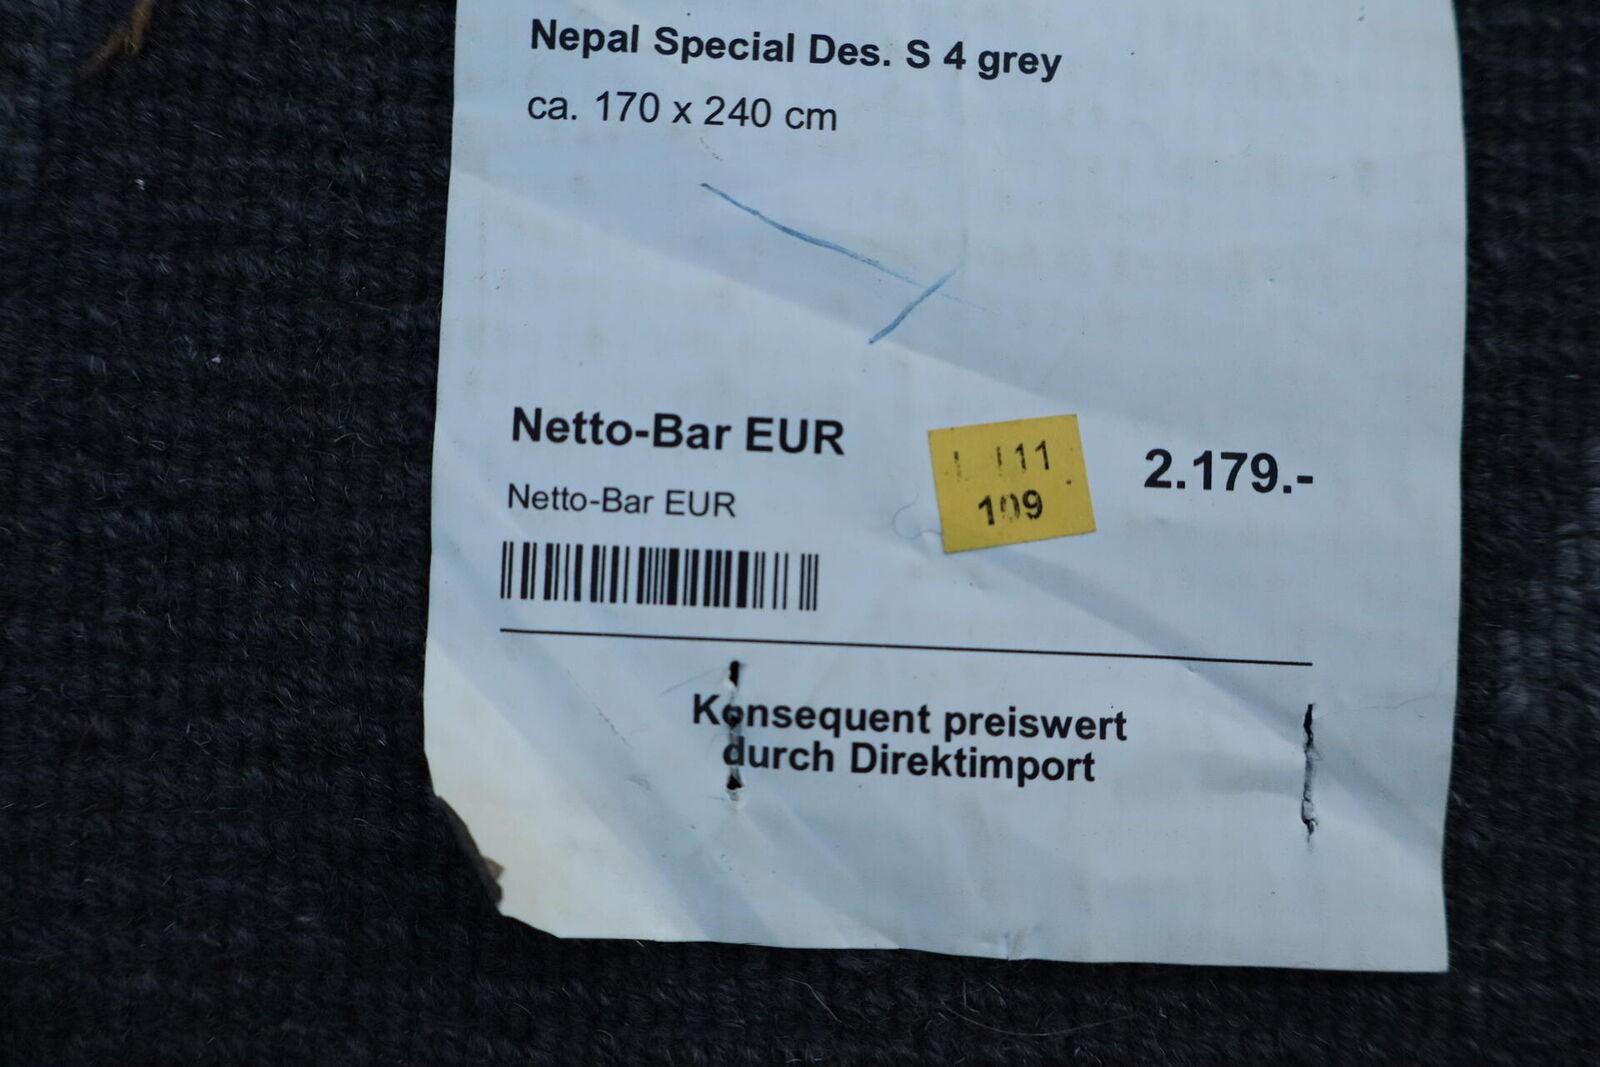 Nepal Special Des. S 4 grey
ca. 170 x 240 cm
Netto-Bar EUR
2.179.-
Netto-Bar EUR
11
109
Konsequent preiswert
durch Direktimport